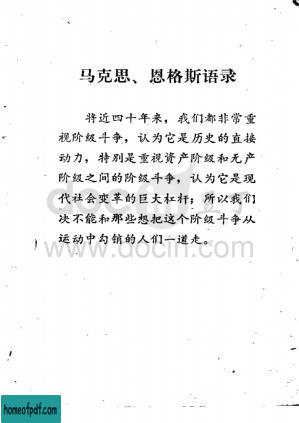 马克思、恩格斯语录
将近四十年来，我们都非常重
视阶级斗争，认为它是历史的直接
动力，特别是重视资产阶级和无产
阶级之间的阶级斗争，认为它是现
代社会变革的巨大杠杆；所以我们
决不能和那些想把这个阶级斗争从
运动中勾销的人们一道走。
www.docin.com
homeofpdf.com